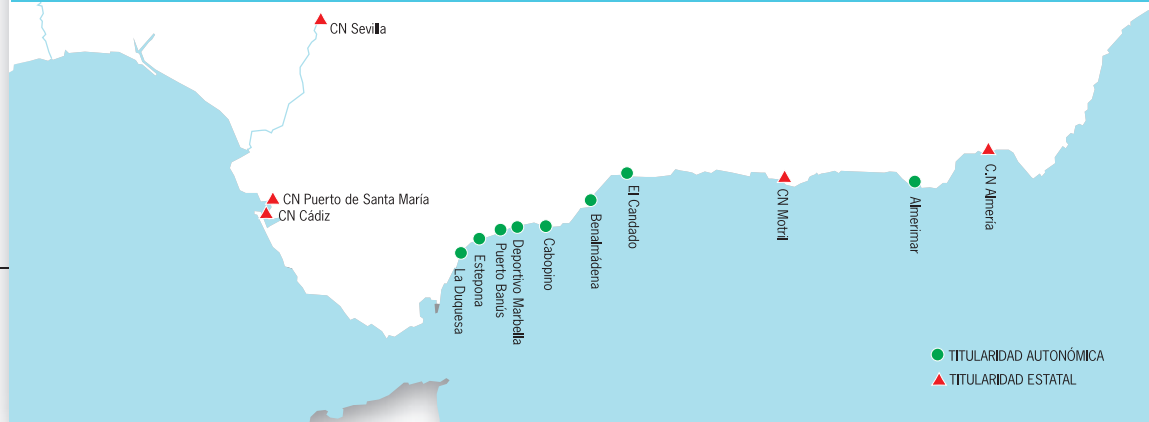 CN Sevilla
CN Puerto de Santa María
CN Cádiz
La Duquesa
Estepona
Puerto Banús
Deportivo Marbella
Cabopino
Benalmádena
El Candado
CN Motril
Almerimar
C.N Almería
TITULARIDAD AUTONÓMICA
TITULARIDAD ESTATAL